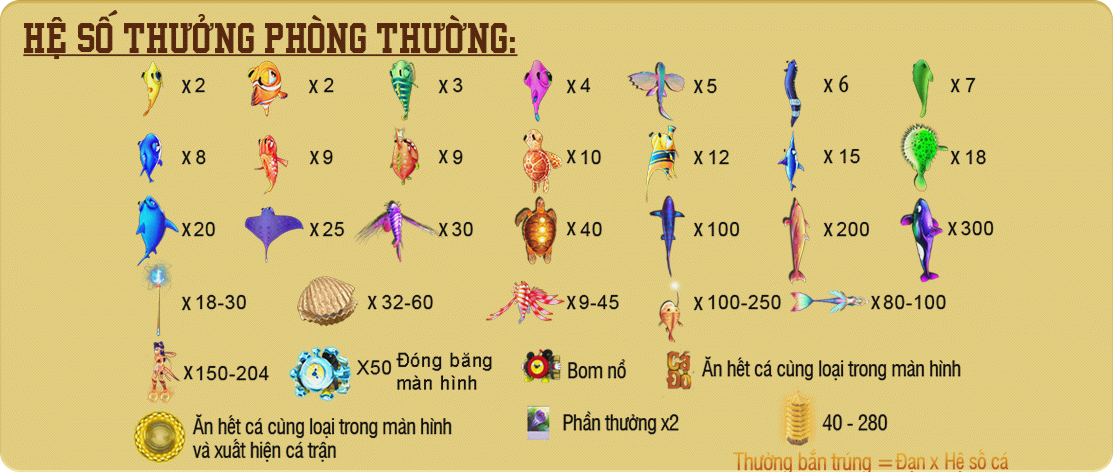 HỆ SỐ THƯỞNG PHÒNG THƯỜNG:
x 2 x 2 x 3 x 4 x 5 x 6 x 7
x 8 x 9 x 9 x 10 x 12 x 15 x 18
x 20 x 25 x 30 x 40 x 100 x 200 x 300
x 18-30 x 32-60 x 9-45 x 100-250 x 80-100
x 150-204 X50 Đóng băng
màn hình Bom nổ Cá
Đỏ Ăn hết cá cùng loại trong màn hình
Ăn hết cá cùng loại trong màn hình
và xuất hiện cá trận Phần thưởng x2 40 - 280
Thưởng bắn trúng = Đạn x Hệ số cá